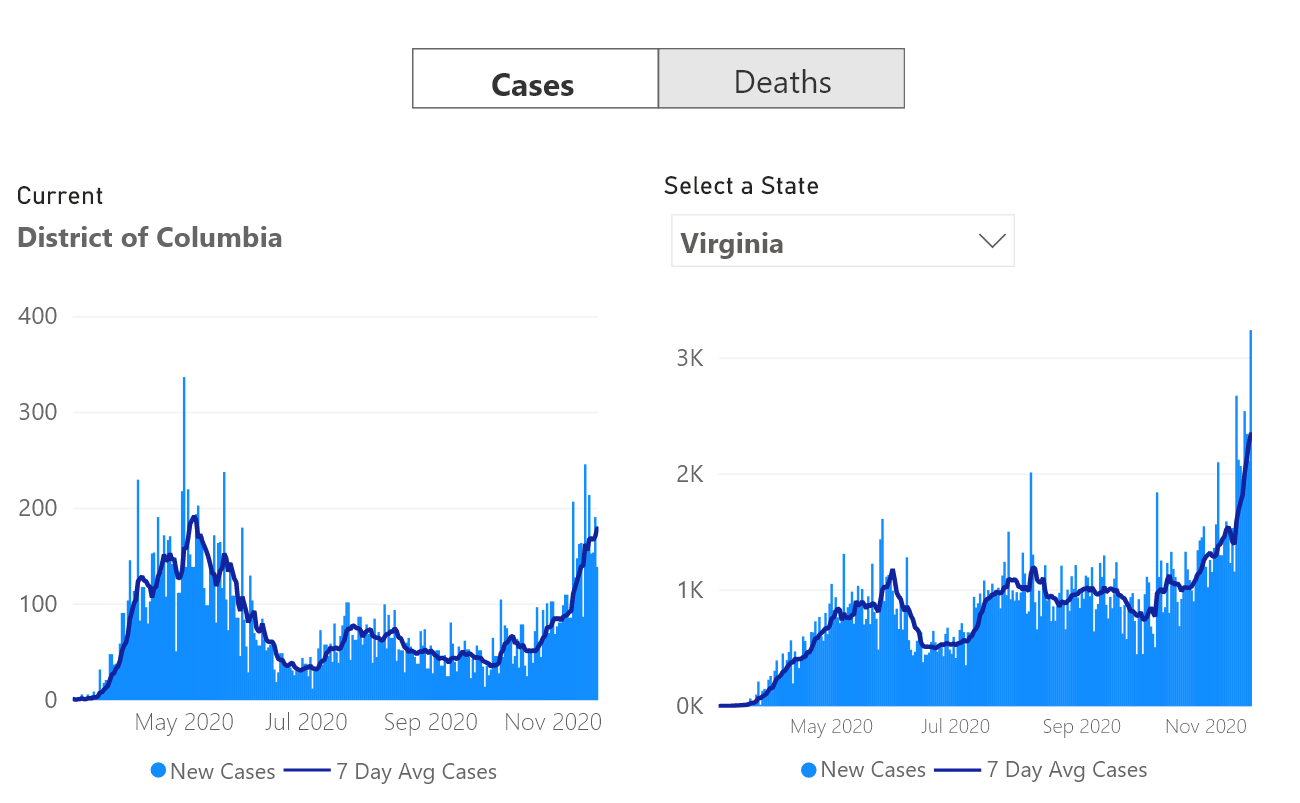 Cases
Deaths
Current
District of Columbia
400
300
200
100
0
May 2020
Jul 2020
Sep 2020
Nov 2020
New Cases
7 Day Avg Cases
Select a State
Virginia
3K
2K
1K
0K
May 2020
Jul 2020
Sep 2020
Nov 2020
New Cases
7 Day Avg Cases